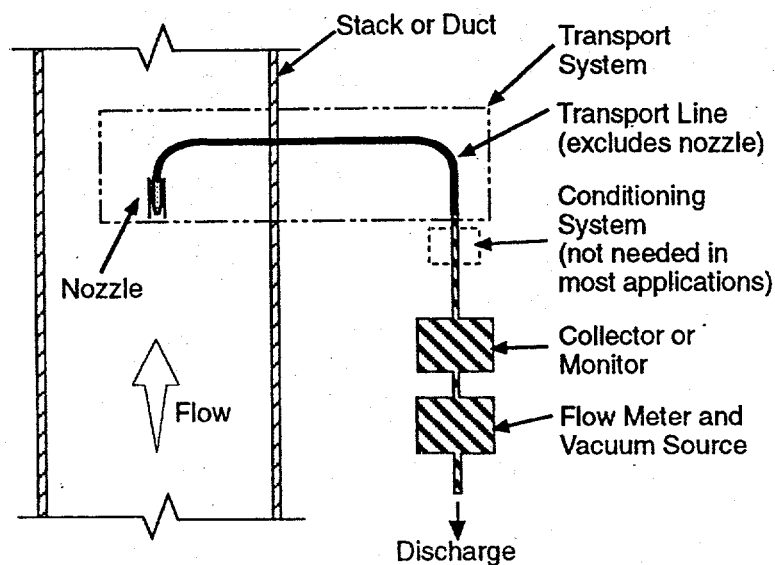 Stack or Duct
Transport
System
Transport Line
(excludes nozzle)
Conditioning
System
(not needed in
most applications)
Nozzle
Collector or
Monitor
Flow
Flow Meter and
Vacuum Source
Discharge